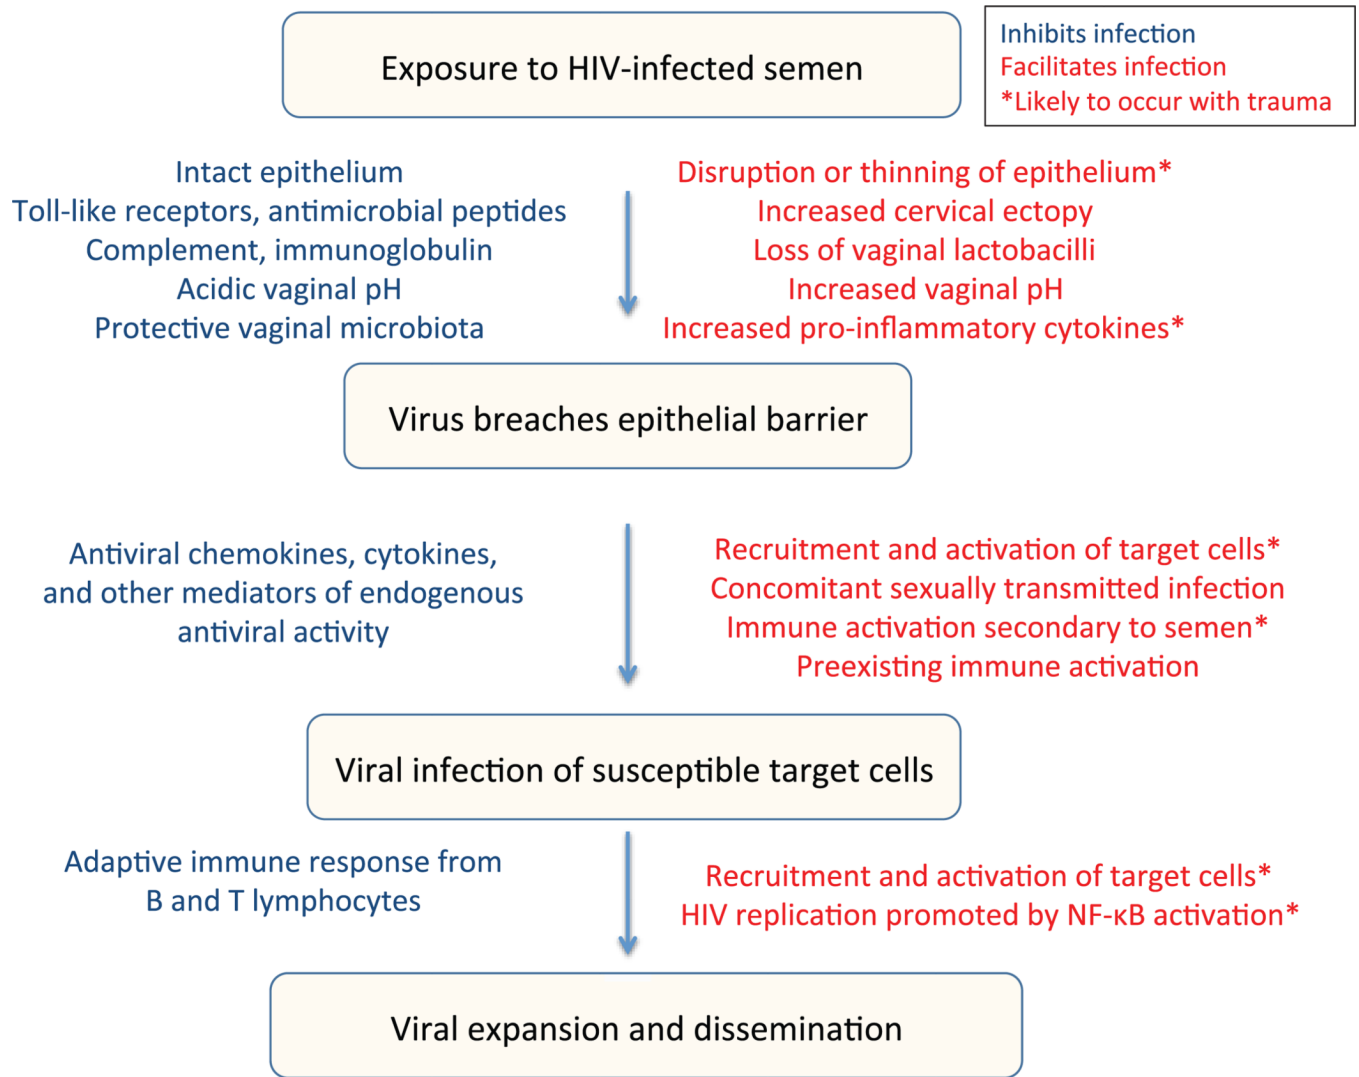 Exposure to HIV-infected semen
Inhibits infection
Facilitates infection
*Likely to occur with trauma
Intact epithelium
Toll-like receptors, antimicrobial peptides
Complement, immunoglobulin
Acidic vaginal pH
Protective vaginal microbiota
Disruption or thinning of epithelium*
Increased cervical ectopy
Loss of vaginal lactobacilli
Increased vaginal pH
Increased pro-inflammatory cytokines*
Virus breaches epithelial barrier
Antiviral chemokines, cytokines,
and other mediators of endogenous
antiviral activity
Recruitment and activation of target cells*
Concomitant sexually transmitted infection
Immune activation secondary to semen*
Preexisting immune activation
Viral infection of susceptible target cells
Adaptive immune response from
B and T lymphocytes
Recruitment and activation of target cells*
HIV replication promoted by NF-κB activation*
Viral expansion and dissemination